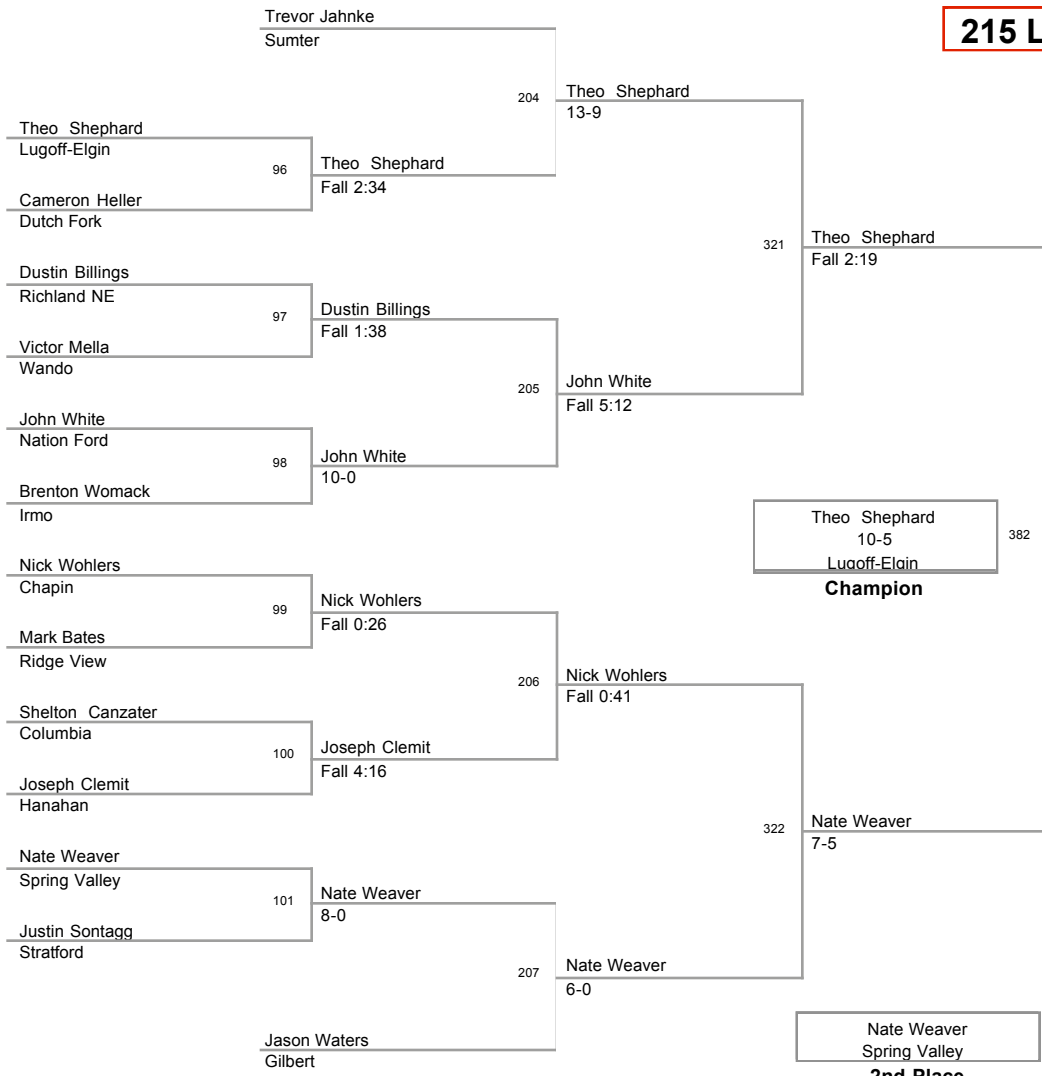 Trevor Jahnke
Sumter
215 L
204
Theo Shephard
13-9
Theo Shephard
Lugoff-Elgin
96
Theo Shephard
Fall 2:34
Cameron Heller
Dutch Fork
321
Theo Shephard
Fall 2:19
Dustin Billings
Richland NE
97
Dustin Billings
Fall 1:38
Victor Mella
Wando
205
John White
Fall 5:12
John White
Nation Ford
98
John White
10-0
Brenton Womack
Irmo
Theo Shephard
10-5
Lugoff-Elgin
382
Champion
Nick Wohlers
Chapin
99
Nick Wohlers
Fall 0:26
Mark Bates
Ridge View
206
Nick Wohlers
Fall 0:41
Shelton Canzater
Columbia
100
Joseph Clemit
Fall 4:16
Joseph Clemit
Hanahan
322
Nate Weaver
7-5
Nate Weaver
Spring Valley
101
Nate Weaver
8-0
Justin Sontagg
Stratford
207
Nate Weaver
6-0
Jason Waters
Gilbert
Nate Weaver
Spring Valley
2nd Place